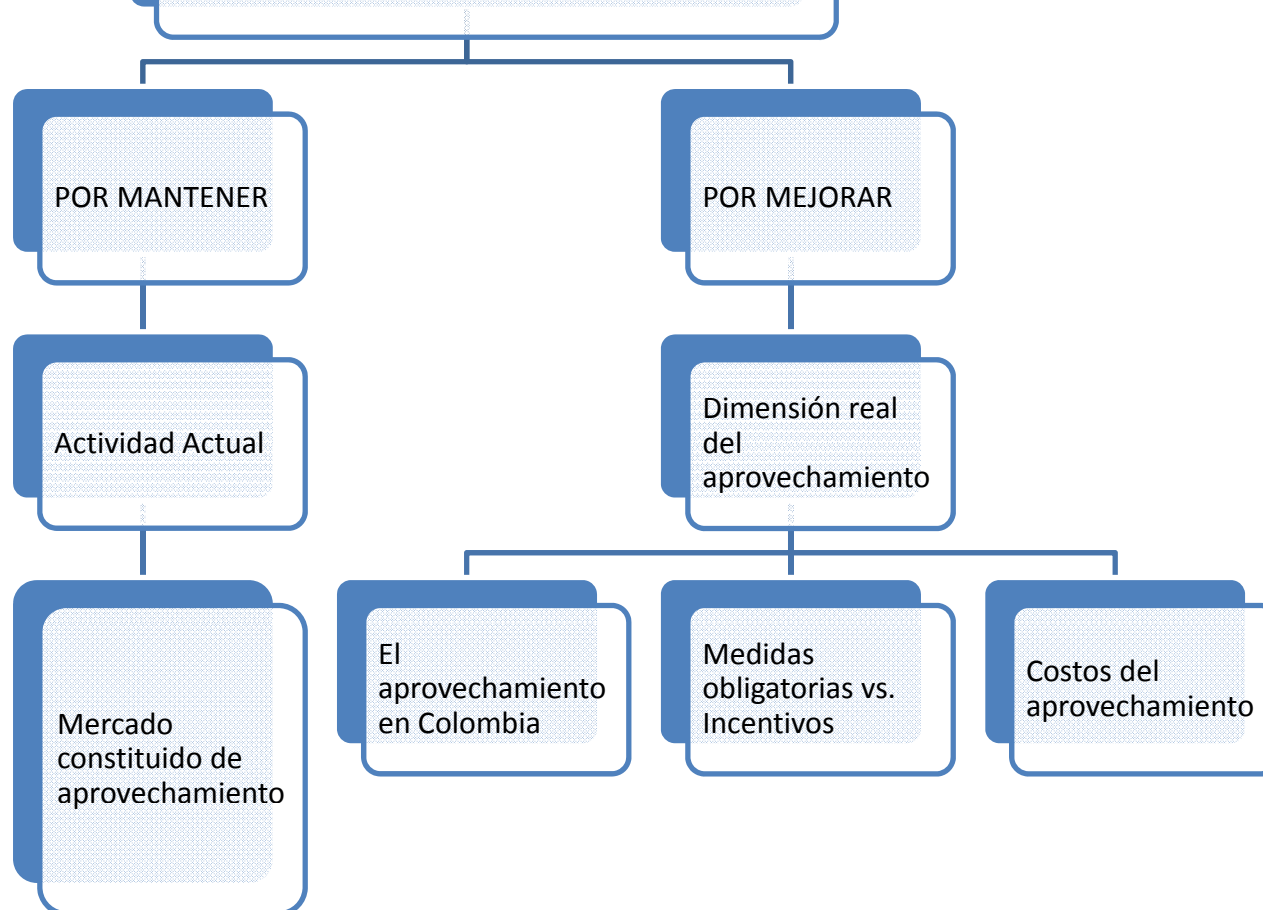 POR MANTENER
POR MEJORAR
Actividad Actual
Dimensión real
del
aprovechamiento
Mercado
constituido de
aprovechamiento
El
aprovechamiento
en Colombia
Medidas
obligatorias vs.
Incentivos
Costos del
aprovechamiento